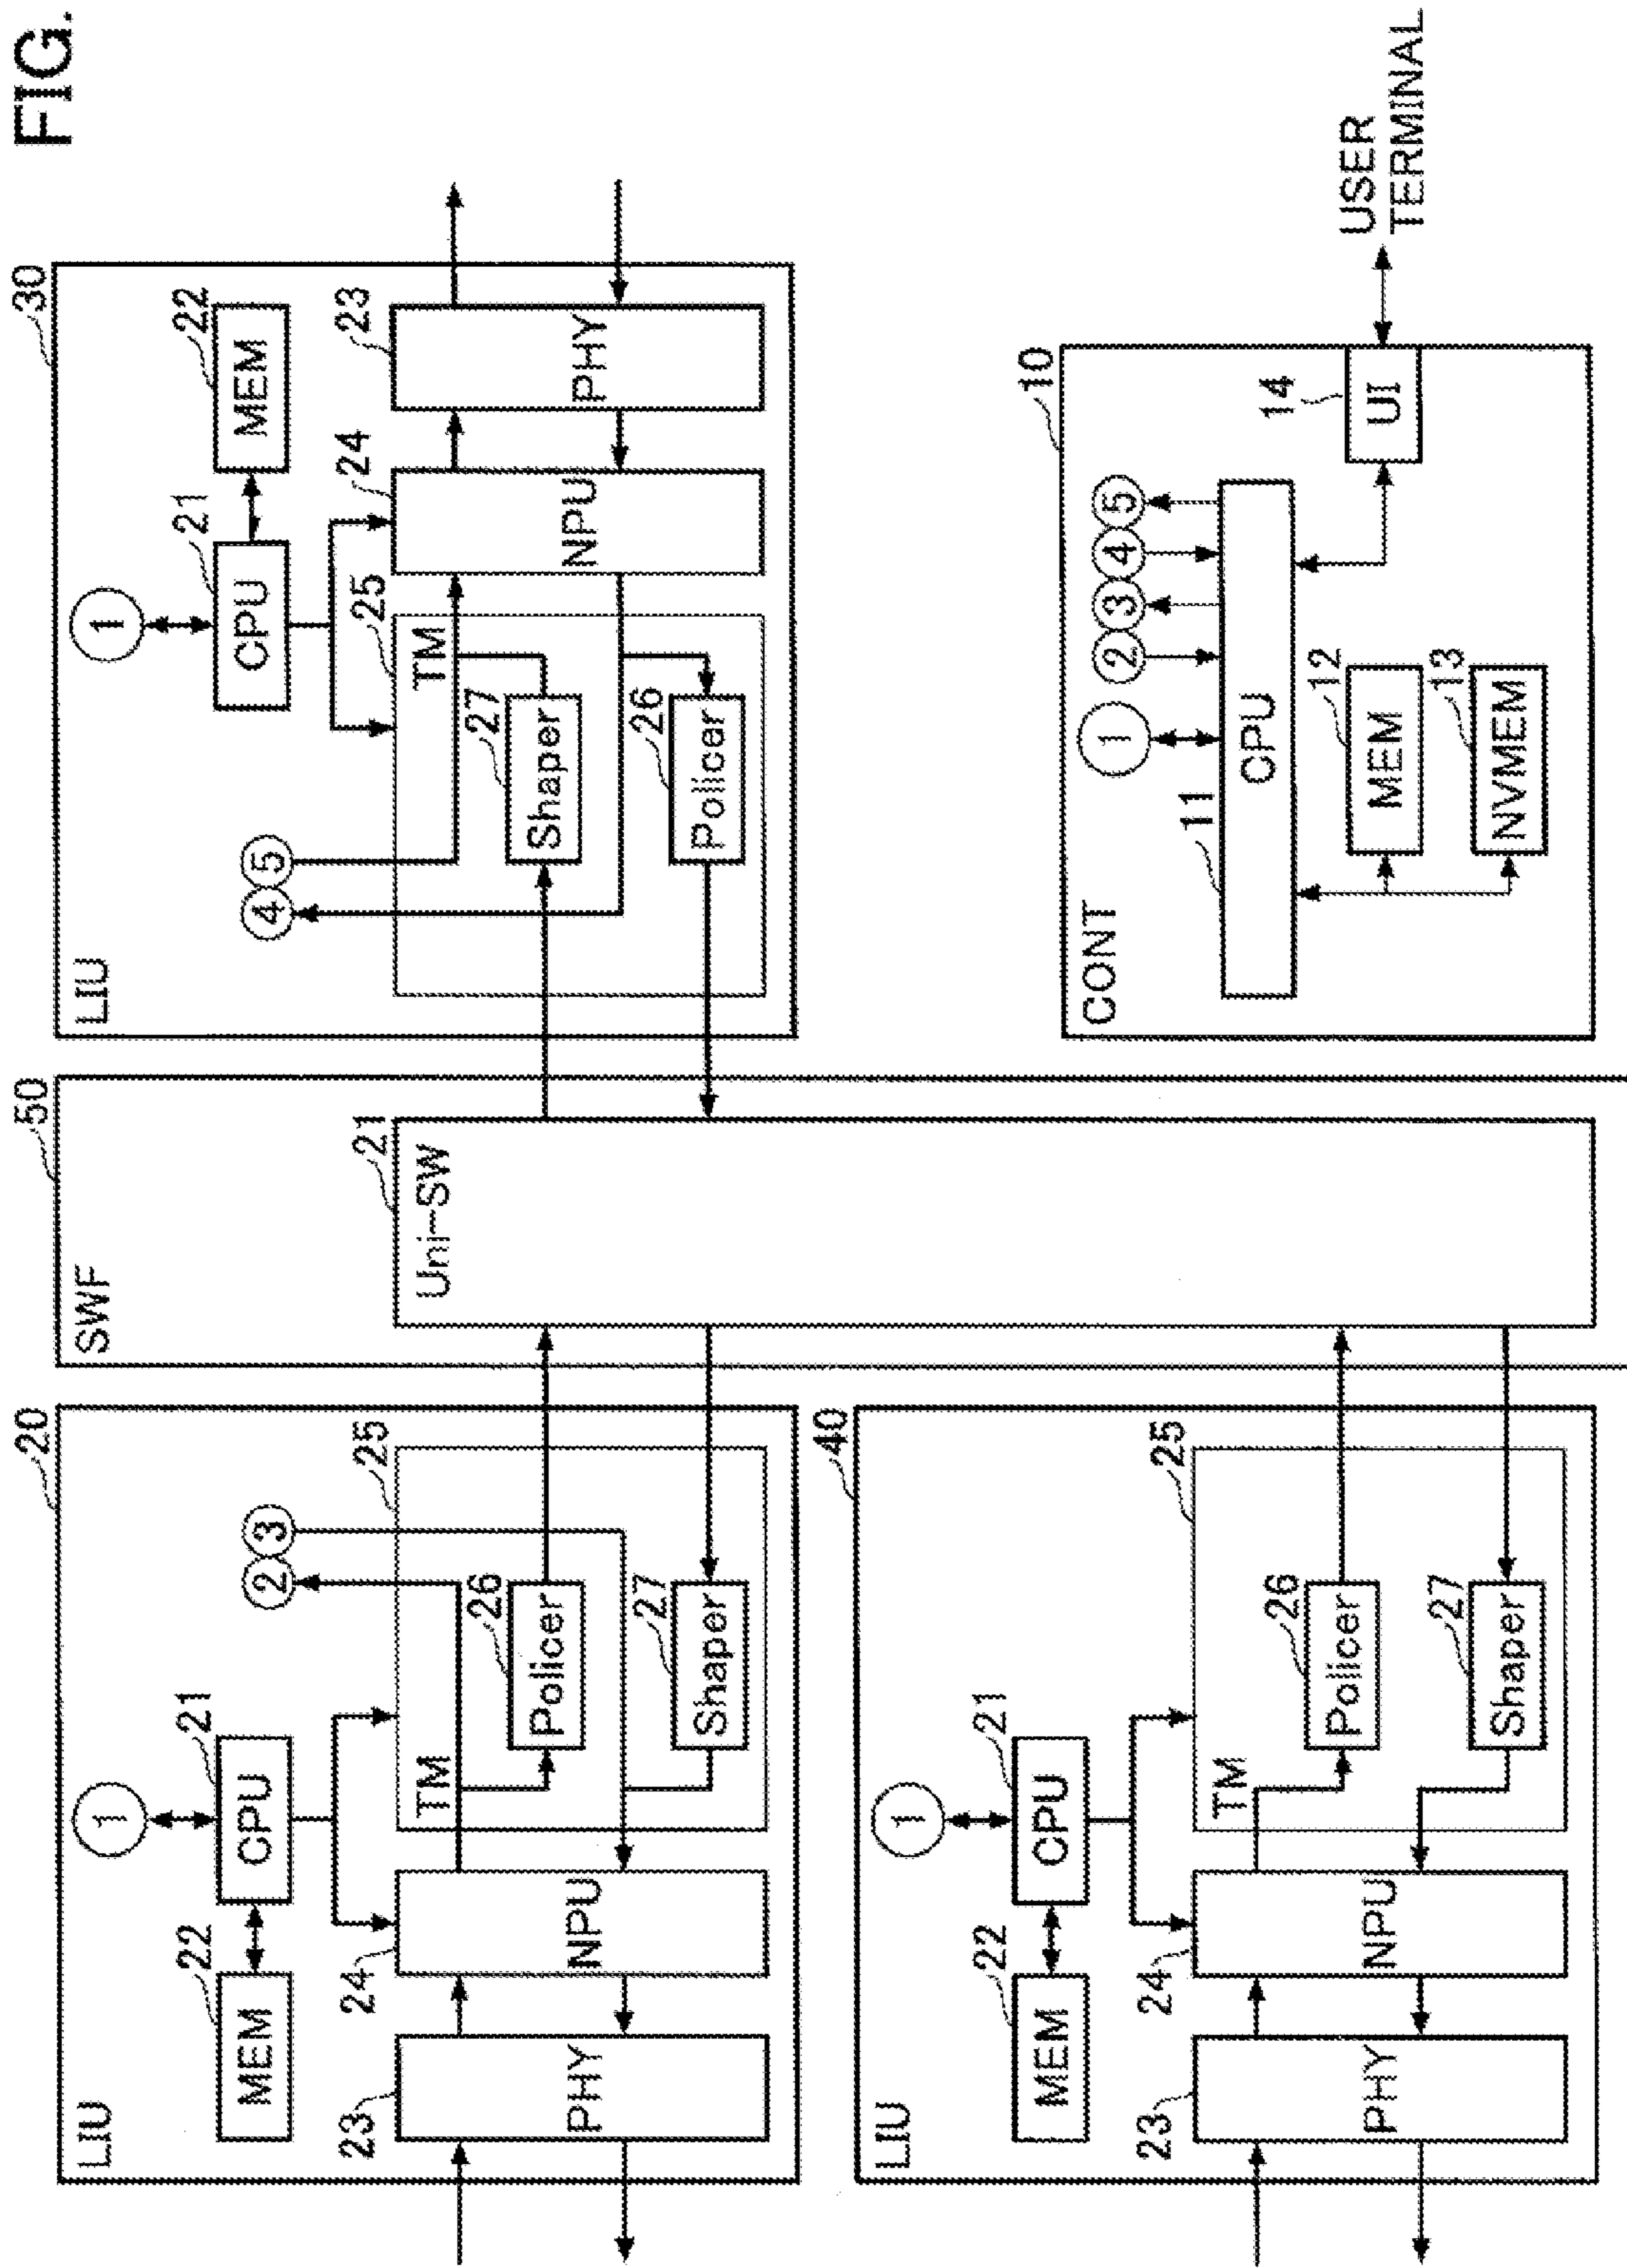 FIG.
20
LIU
1
21
CPU
22
MEM
2 3
25
TM
24
NPU
23
PHY
26
Policer
27
Shaper
50
SWF
21
Uni-SW
30
LIU
1
21
CPU
22
MEM
4 5
25
TM
24
NPU
23
PHY
27
Shaper
26
Policer
40
LIU
1
21
CPU
22
MEM
25
TM
24
NPU
23
PHY
26
Policer
27
Shaper
10
CONT
1
2 3 4 5
11
CPU
14
UI
12
MEM
13
NVMEM
USER
TERMINAL